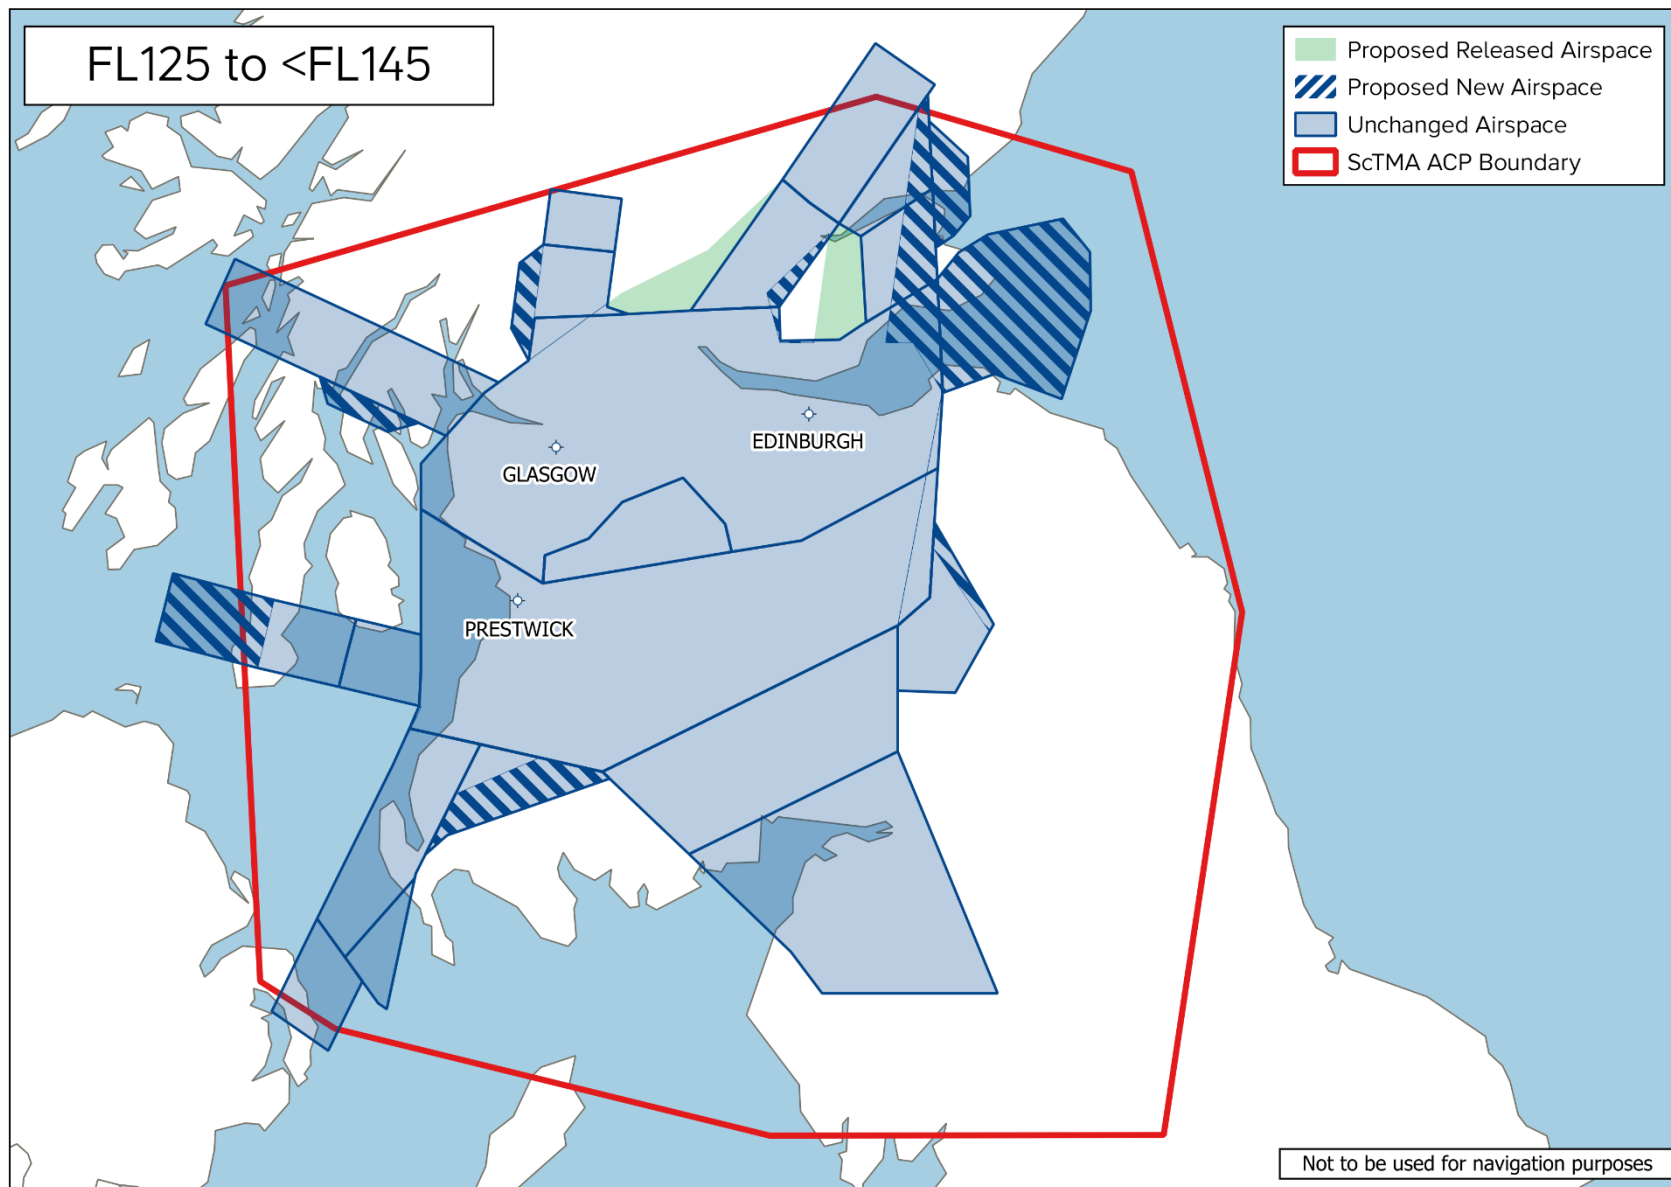 FL125 to <FL145
Proposed Released Airspace
Proposed New Airspace
Unchanged Airspace
ScTMA ACP Boundary
EDINBURGH
GLASGOW
PRESTWICK
Not to be used for navigation purposes